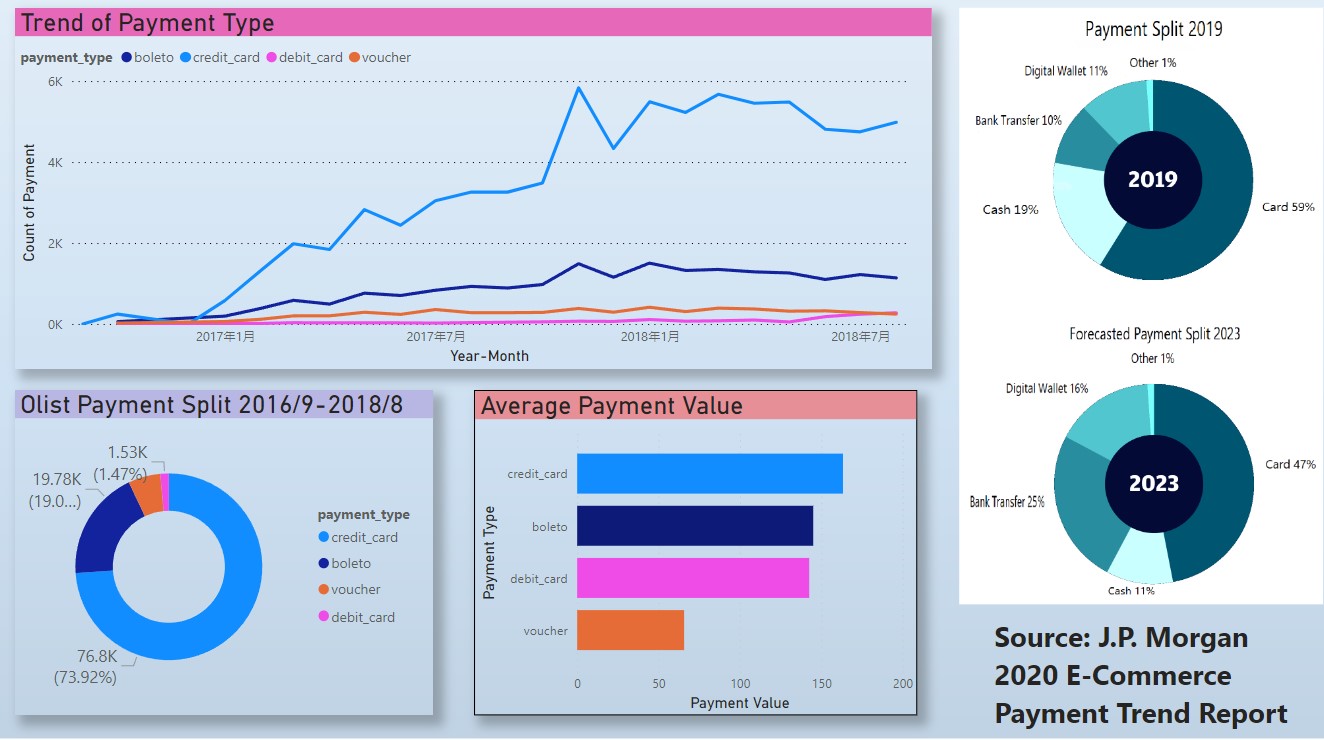 Trend of Payment Type
payment_type boleto credit_card debit_card voucher
6K
4K
2K
0K
Count of Payment
2017年1月 2017年7月 2018年1月 2018年7月
Year-Month
Olist Payment Split 2016/9-2018/8
1.53K
(1.47%)
19.78K
(19.0...)
76.8K
(73.92%)
payment_type
credit_card
boleto
voucher
debit_card
Average Payment Value
Payment Type
credit_card
boleto
debit_card
voucher
0 50 100 150 200
Payment Value
Payment Split 2019
Other 1%
Digital Wallet 11%
Bank Transfer 10%
2019
Cash 19%
Card 59%
Forecasted Payment Split 2023
Other 1%
Digital Wallet 16%
Card 47%
2023
Bank Transfer 25%
Cash 11%
Source: J.P. Morgan
2020 E-Commerce
Payment Trend Report